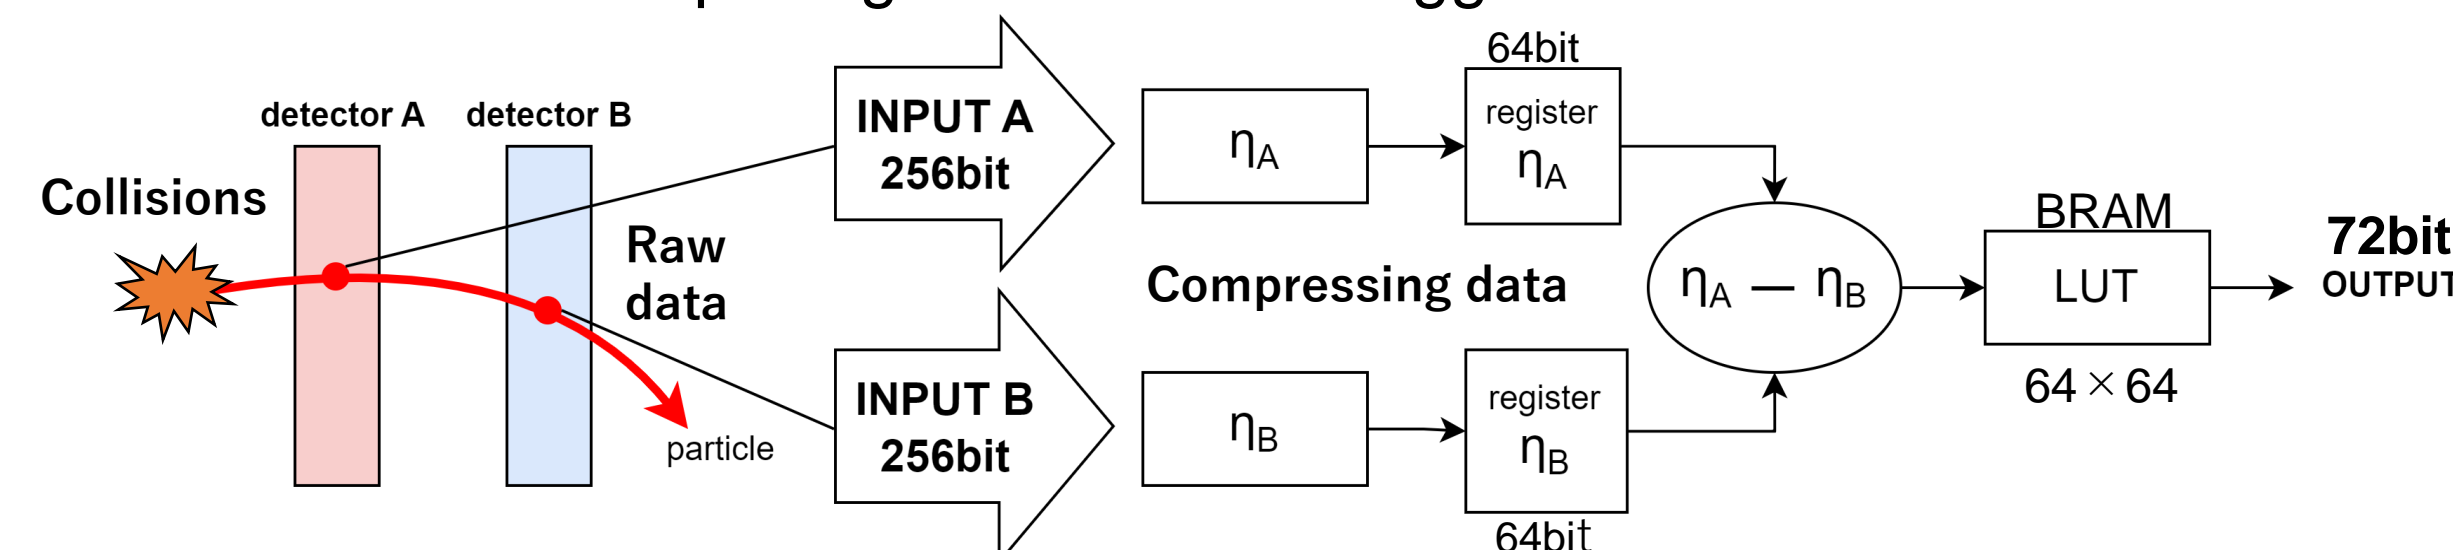 detector A
detector B
Collisions
Raw
data
particle
INPUT A
256bit
INPUT B
256bit
ηA
ηB
Compressing data
64bit
register
ηA
register
ηB
64bit
ηA — ηB
BRAM
LUT
64×64
72bit
OUTPUT